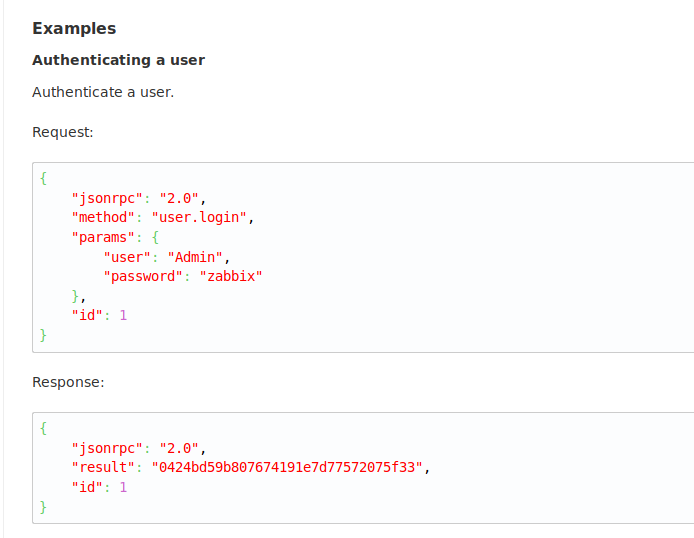 Examples
Authenticating a user
Authenticate a user.
Request:
{
    "jsonrpc": "2.0",
    "method": "user.login",
    "params": {
        "user": "Admin",
        "password": "zabbix"
    },
    "id": 1
}
Response:
{
    "jsonrpc": "2.0",
    "result": "0424bd59b807674191e7d77572075f33",
    "id": 1
}